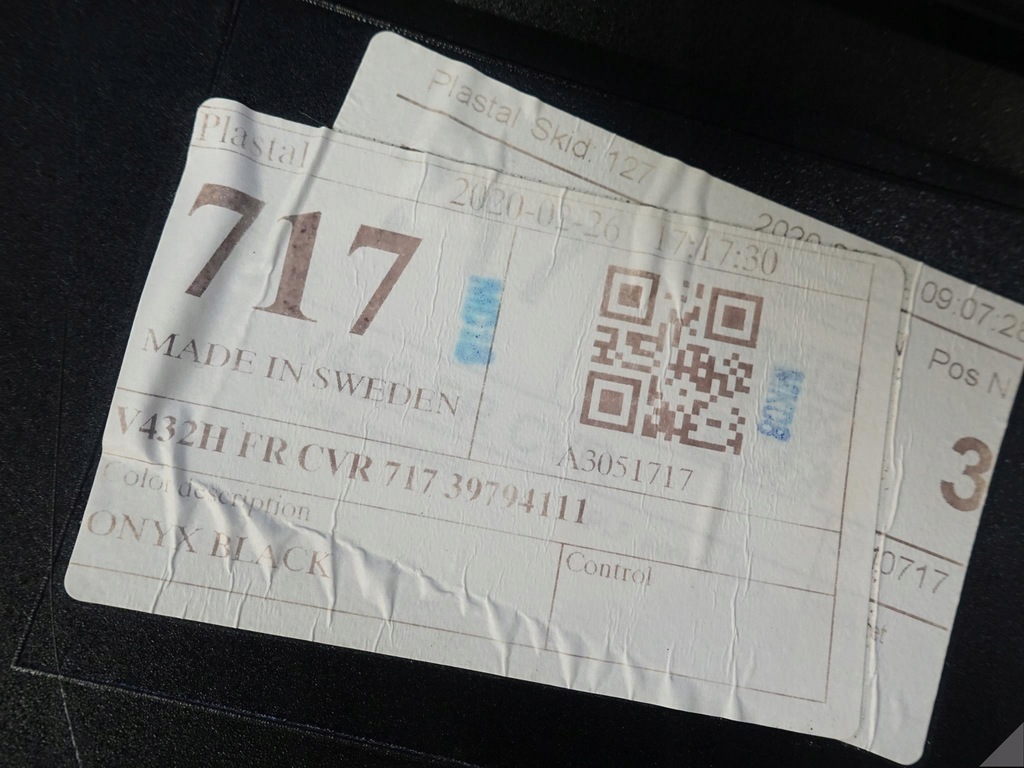 Plastal Skid: 127
09:07:28
Pos N
3
0717
Plastal
2020-02-26 17:17:30
717
MADE IN SWEDEN
A3051717
V432H FR CVR 717 39794111
Color description
ONYX BLACK
Control